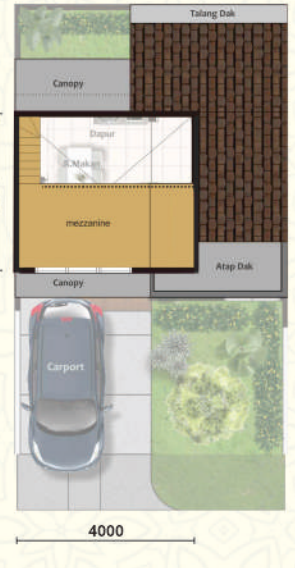 Talang Dak
Canopy
Dapur
R.Makan
mezzanine
Atap Dak
Canopy
Carport
4000